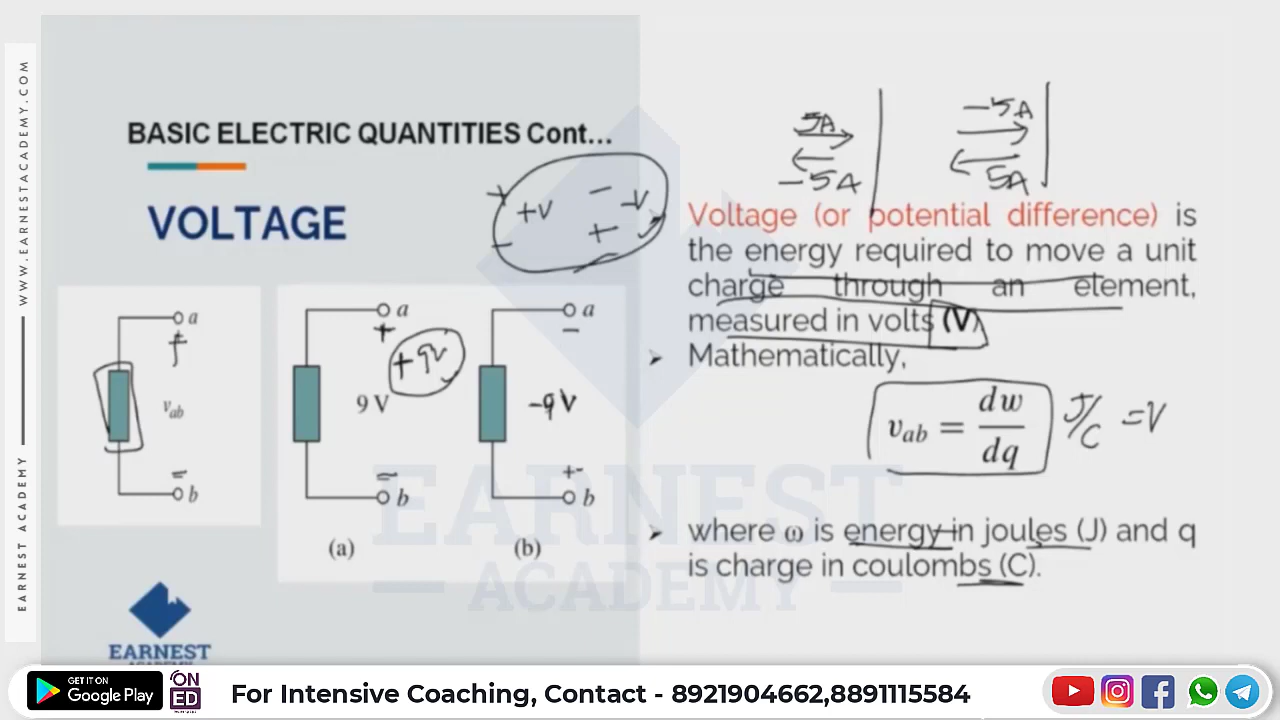 WWW.EARNESTACADEMY.COM
EARNEST ACADEMY
BASIC ELECTRIC QUANTITIES Cont...
VOLTAGE
+ +V - -V
- + -
5A
-5A
-5A
5A
Voltage (or potential difference) is
the energy required to move a unit
charge through an element,
measured in volts (V)
Mathematically,
v_ab = dw/dq J/C = V
where ω is energy in joules (J) and q
is charge in coulombs (C).
a
+
v_ab
-
b
a
+
+9V
9 V
-
b
(a)
a
-
-9 V
+-
b
(b)
EARNEST
ACADEMY
EARNEST
GET IT ON
Google Play
ON
ED
For Intensive Coaching, Contact - 8921904662,8891115584